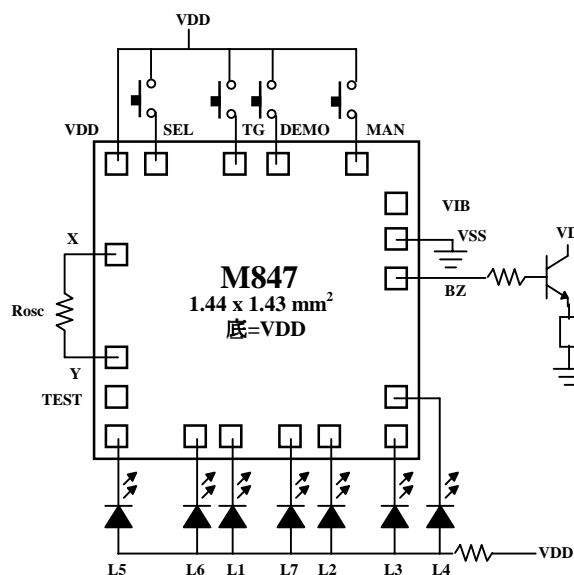 VDD
VDD
SEL
TG
DEMO
MAN
VIB
VSS
X
M847
1.44 x 1.43 mm²
底=VDD
BZ
Rosc
Y
TEST
VDD
L5
L6
L1
L7
L2
L3
L4